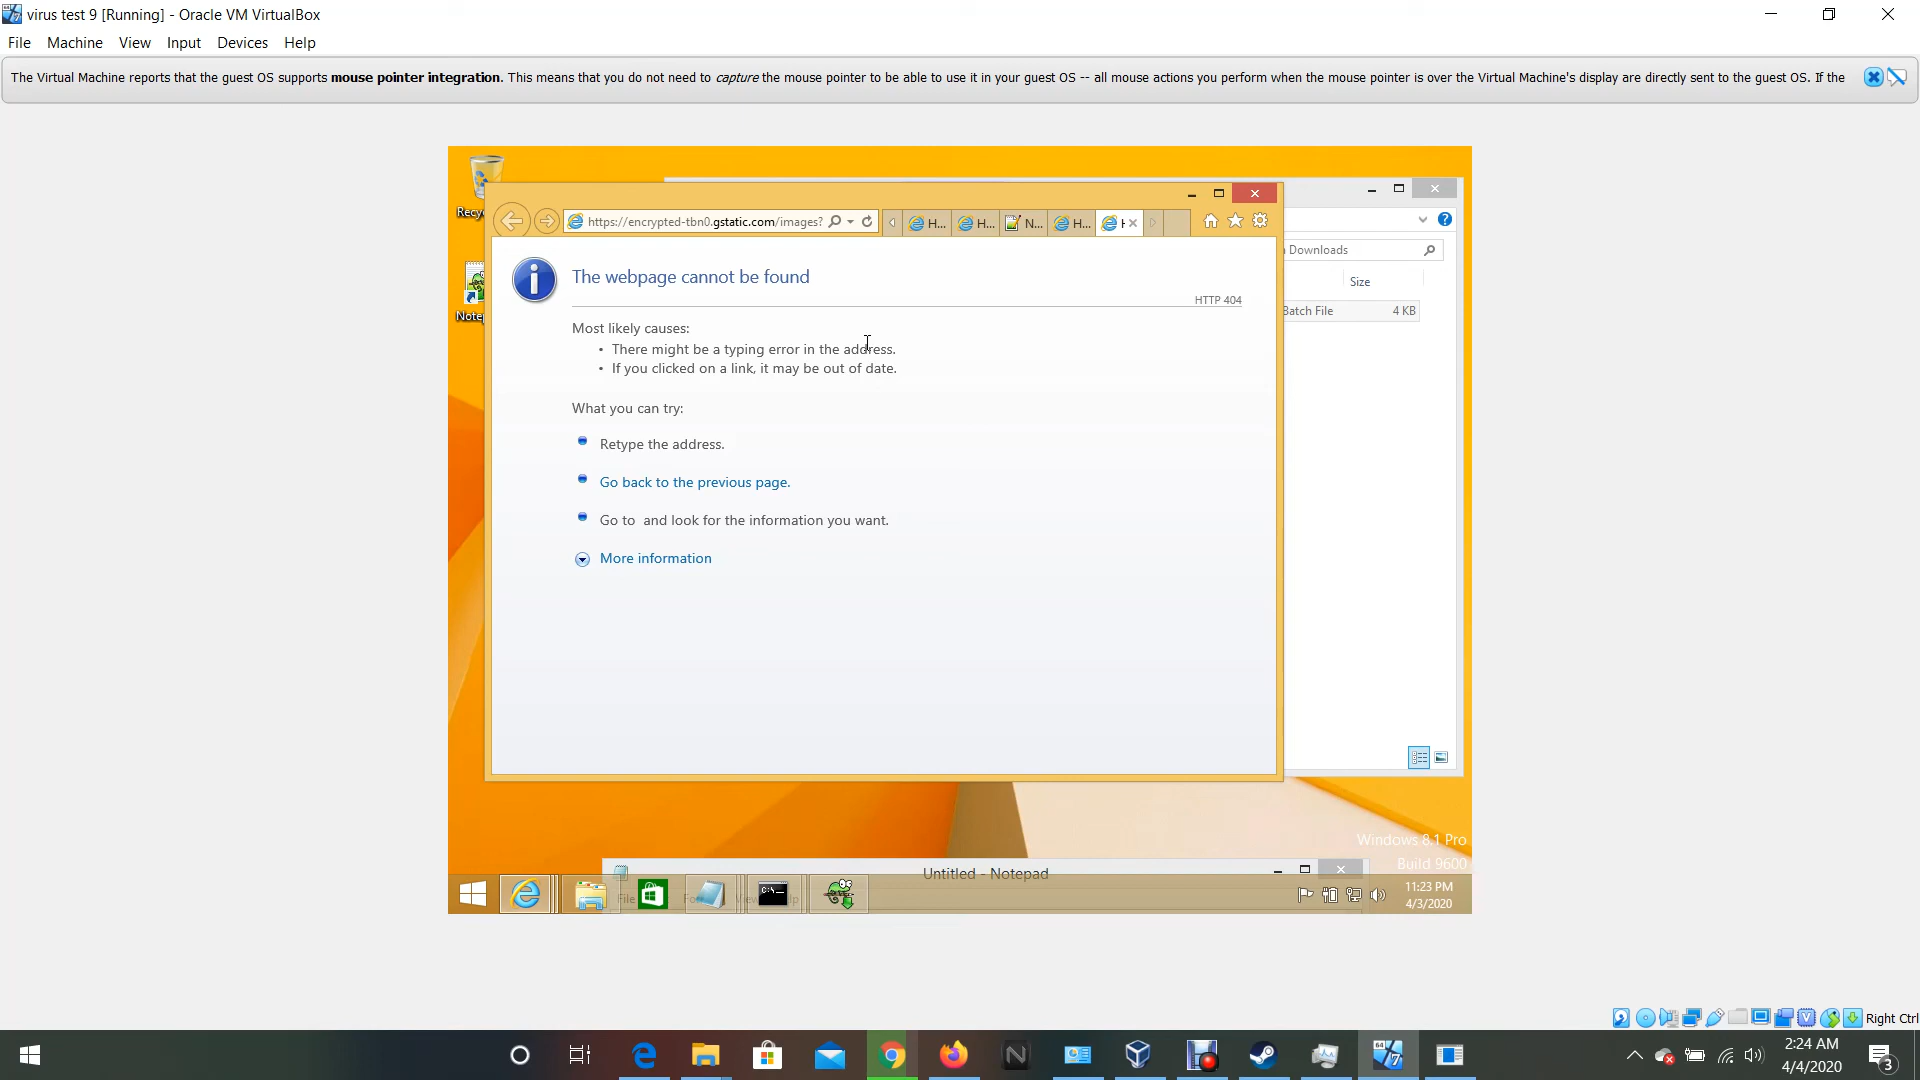 virus test 9 [Running] - Oracle VM VirtualBox
File Machine View Input Devices Help
The Virtual Machine reports that the guest OS supports mouse pointer integration. This means that you do not need to capture the mouse pointer to be able to use it in your guest OS -- all mouse actions you perform when the mouse pointer is over the Virtual Machine's display are directly sent to the guest OS. If the
https://encrypted-tbn0.gstatic.com/images?
H...
H...
N...
H...
Recy
Downloads
The webpage cannot be found
Size
HTTP 404
Batch File 4 KB
Note
Most likely causes:
• There might be a typing error in the address.
• If you clicked on a link, it may be out of date.
What you can try:
Retype the address.
Go back to the previous page.
Go to and look for the information you want.
More information
Windows 8.1 Pro
Build 9600
Untitled - Notepad
File
11:23 PM
4/3/2020
Right Ctrl
2:24 AM
4/4/2020
3